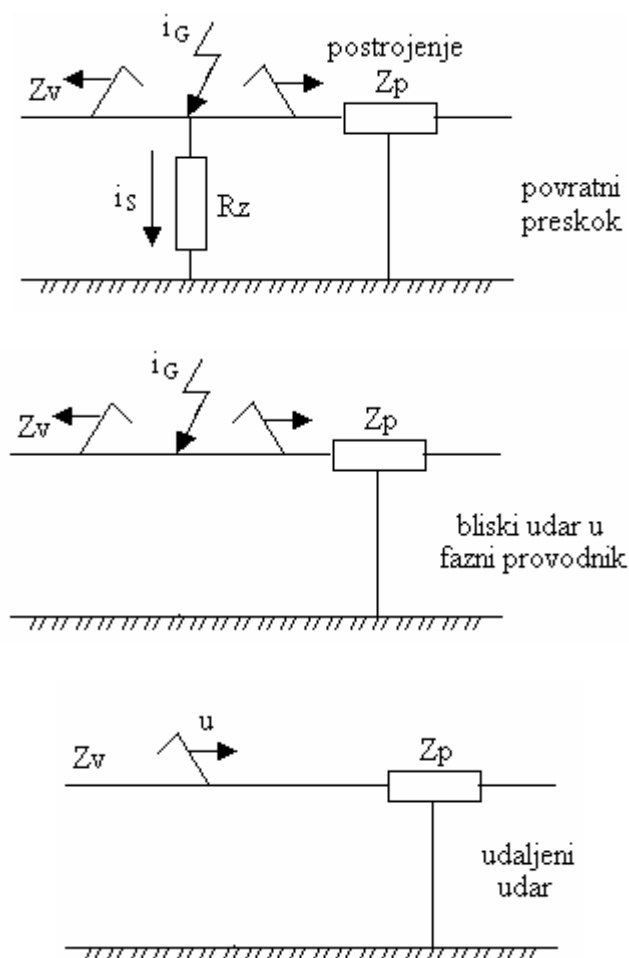 i_G
postrojenje
Zv
Zp
i_S
Rz
povratni
preskok
i_G
Zv
Zp
bliski udar u
fazni provodnik
u
Zv
Zp
udaljeni
udar